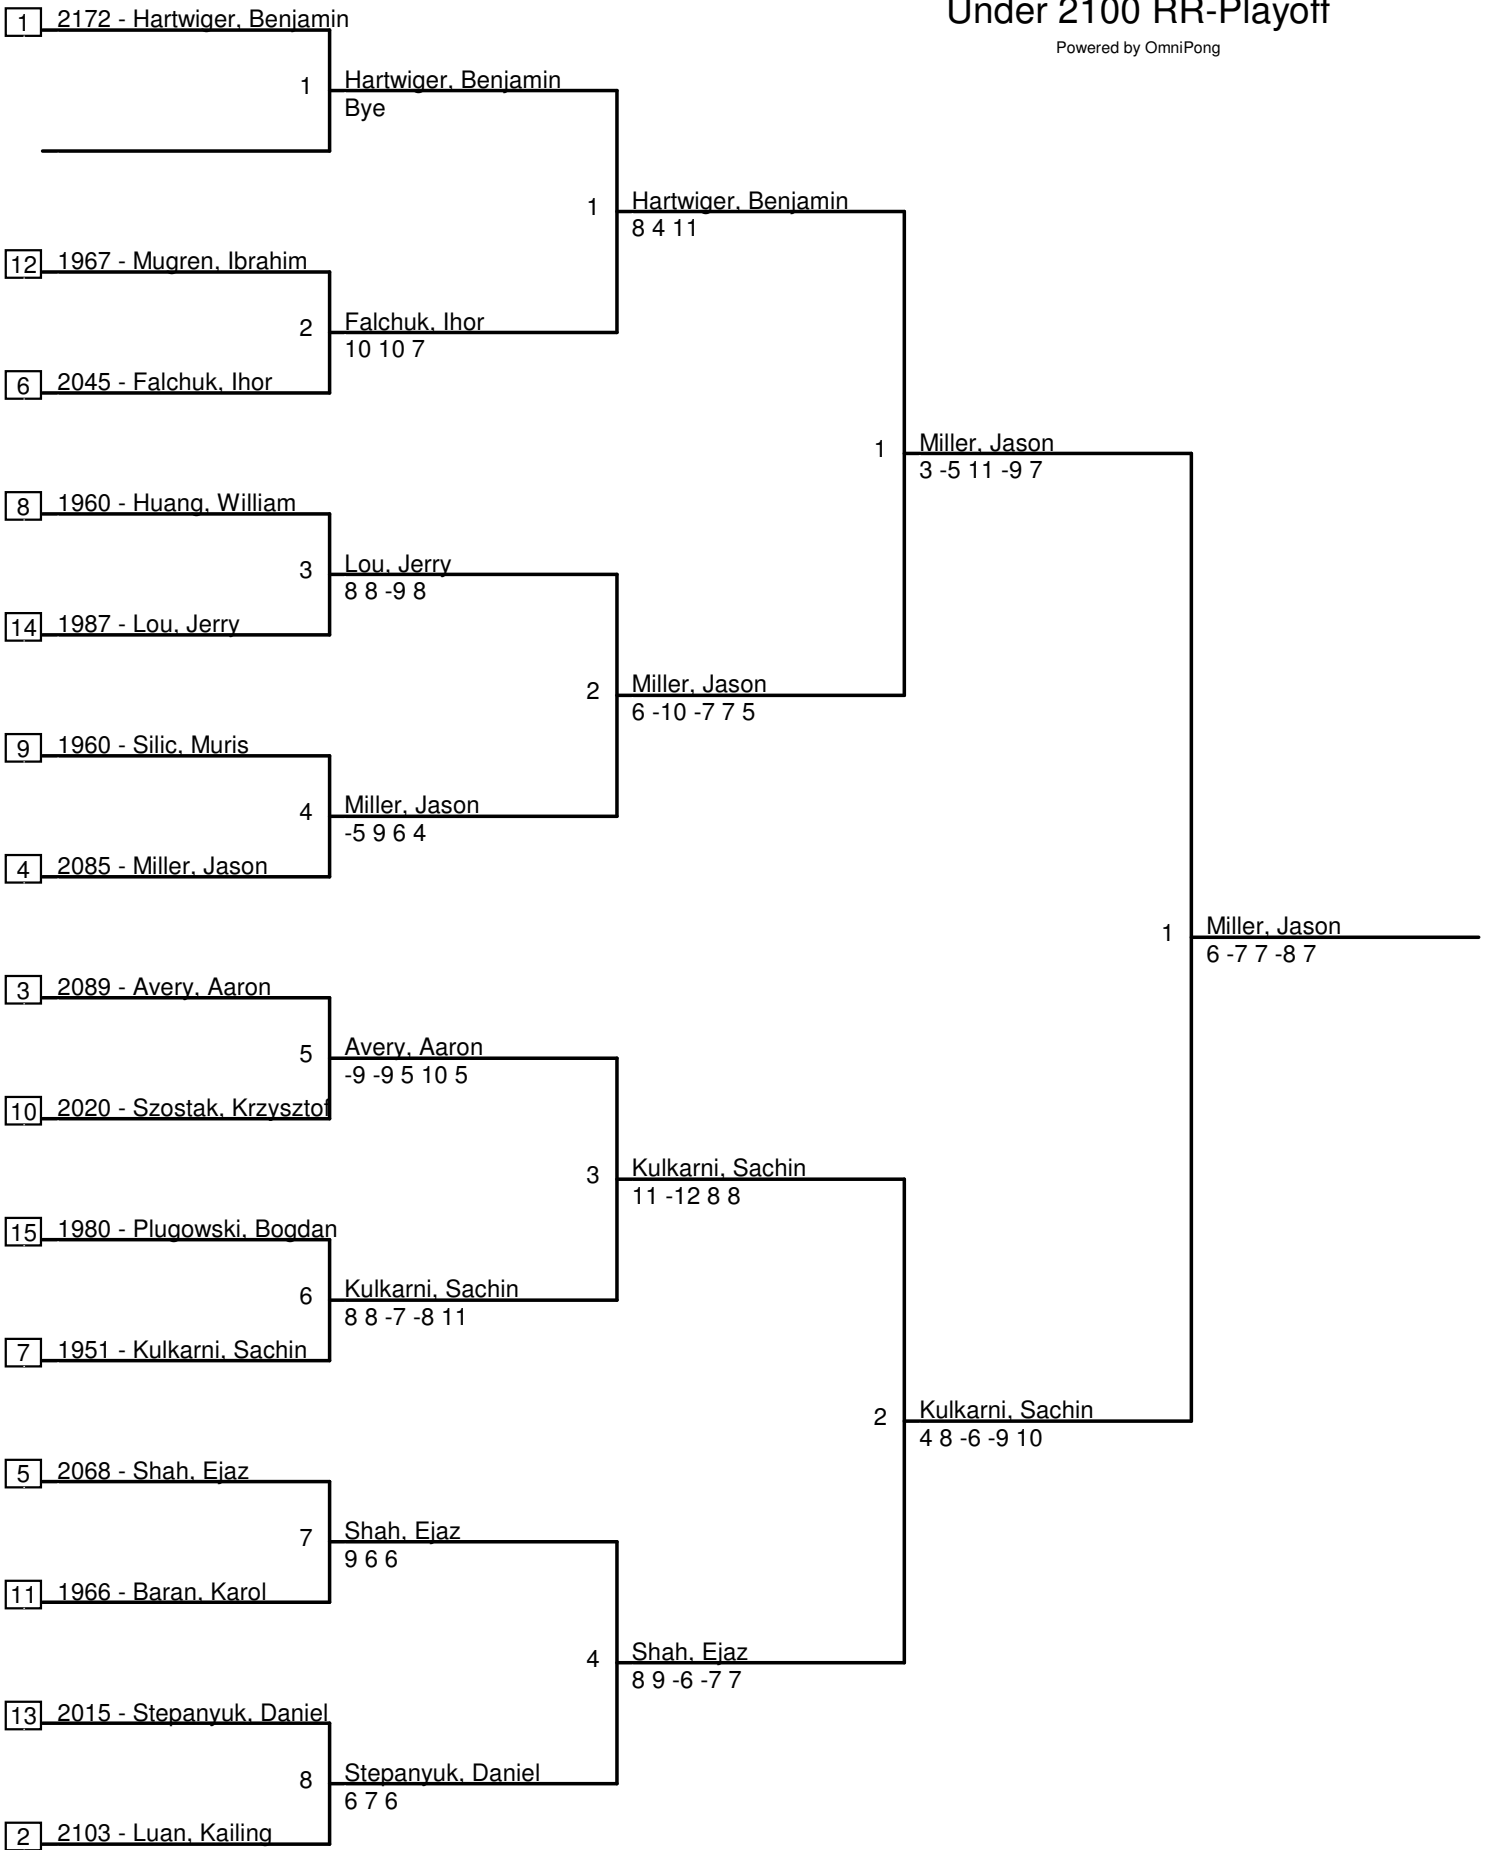 Under 2100 RR-Playoff
Powered by OmniPong
1 2172 - Hartwiger, Benjamin
1 Hartwiger, Benjamin
Bye
1 Hartwiger, Benjamin
8 4 11
12 1967 - Mugren, Ibrahim
2 Falchuk, Ihor
10 10 7
6 2045 - Falchuk, Ihor
1 Miller, Jason
3 -5 11 -9 7
8 1960 - Huang, William
3 Lou, Jerry
8 8 -9 8
14 1987 - Lou, Jerry
2 Miller, Jason
6 -10 -7 7 5
9 1960 - Silic, Muris
4 Miller, Jason
-5 9 6 4
4 2085 - Miller, Jason
1 Miller, Jason
6 -7 7 -8 7
3 2089 - Avery, Aaron
5 Avery, Aaron
-9 -9 5 10 5
10 2020 - Szostak, Krzysztof
3 Kulkarni, Sachin
11 -12 8 8
15 1980 - Plugowski, Bogdan
6 Kulkarni, Sachin
8 8 -7 -8 11
7 1951 - Kulkarni, Sachin
2 Kulkarni, Sachin
4 8 -6 -9 10
5 2068 - Shah, Ejaz
7 Shah, Ejaz
9 6 6
11 1966 - Baran, Karol
4 Shah, Ejaz
8 9 -6 -7 7
13 2015 - Stepanyuk, Daniel
8 Stepanyuk, Daniel
6 7 6
2 2103 - Luan, Kailing